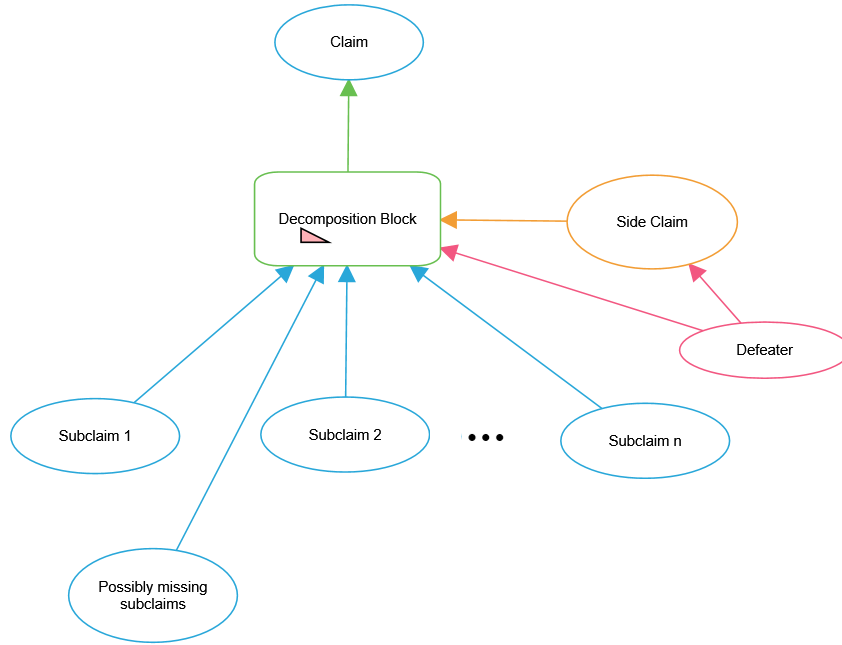 Claim
Decomposition Block
Side Claim
Defeater
Subclaim 1
Subclaim 2
•••
Subclaim n
Possibly missing
subclaims